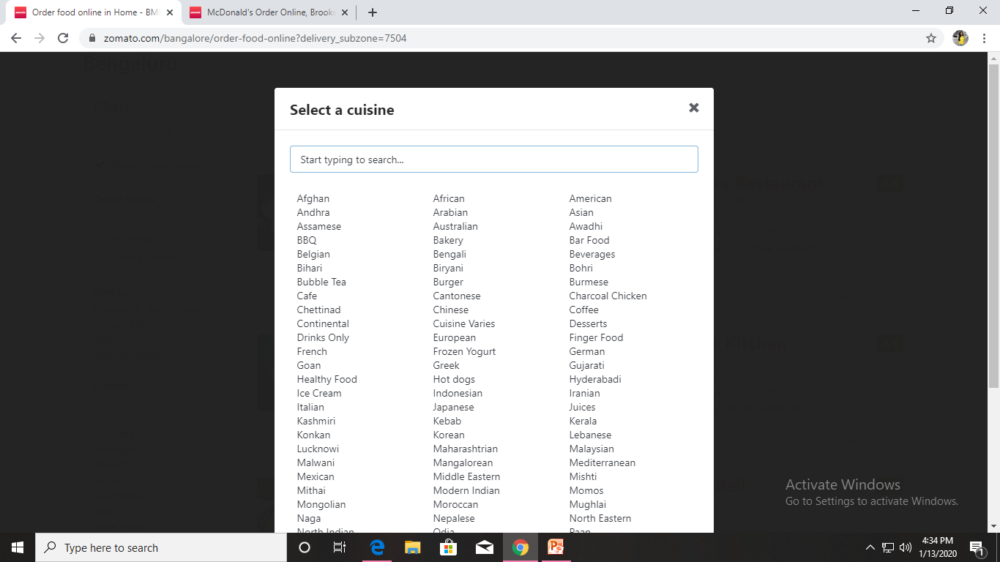 Order food online in Home - BM
McDonald's Order Online, Brooke
zomato.com/bangalore/order-food-online?delivery_subzone=7504
Bengaluru
Select a cuisine
Start typing to search...
Afghan African American
Andhra Arabian Asian
Assamese Australian Awadhi
BBQ Bakery Bar Food
Belgian Bengali Beverages
Bihari Biryani Bohri
Bubble Tea Burger Burmese
Cafe Cantonese Charcoal Chicken
Chettinad Chinese Coffee
Continental Cuisine Varies Desserts
Drinks Only European Finger Food
French Frozen Yogurt German
Goan Greek Gujarati
Healthy Food Hot dogs Hyderabadi
Ice Cream Indonesian Iranian
Italian Japanese Juices
Kashmiri Kebab Kerala
Konkan Korean Lebanese
Lucknowi Maharashtrian Malaysian
Malwani Mangalorean Mediterranean
Mexican Middle Eastern Mishti
Mithai Modern Indian Momos
Mongolian Moroccan Mughlai
Naga Nepalese North Eastern
North Indian Odia Paan
Restaurant
Kitchen
Activate Windows
Go to Settings to activate Windows.
Type here to search
4:34 PM
1/13/2020
1